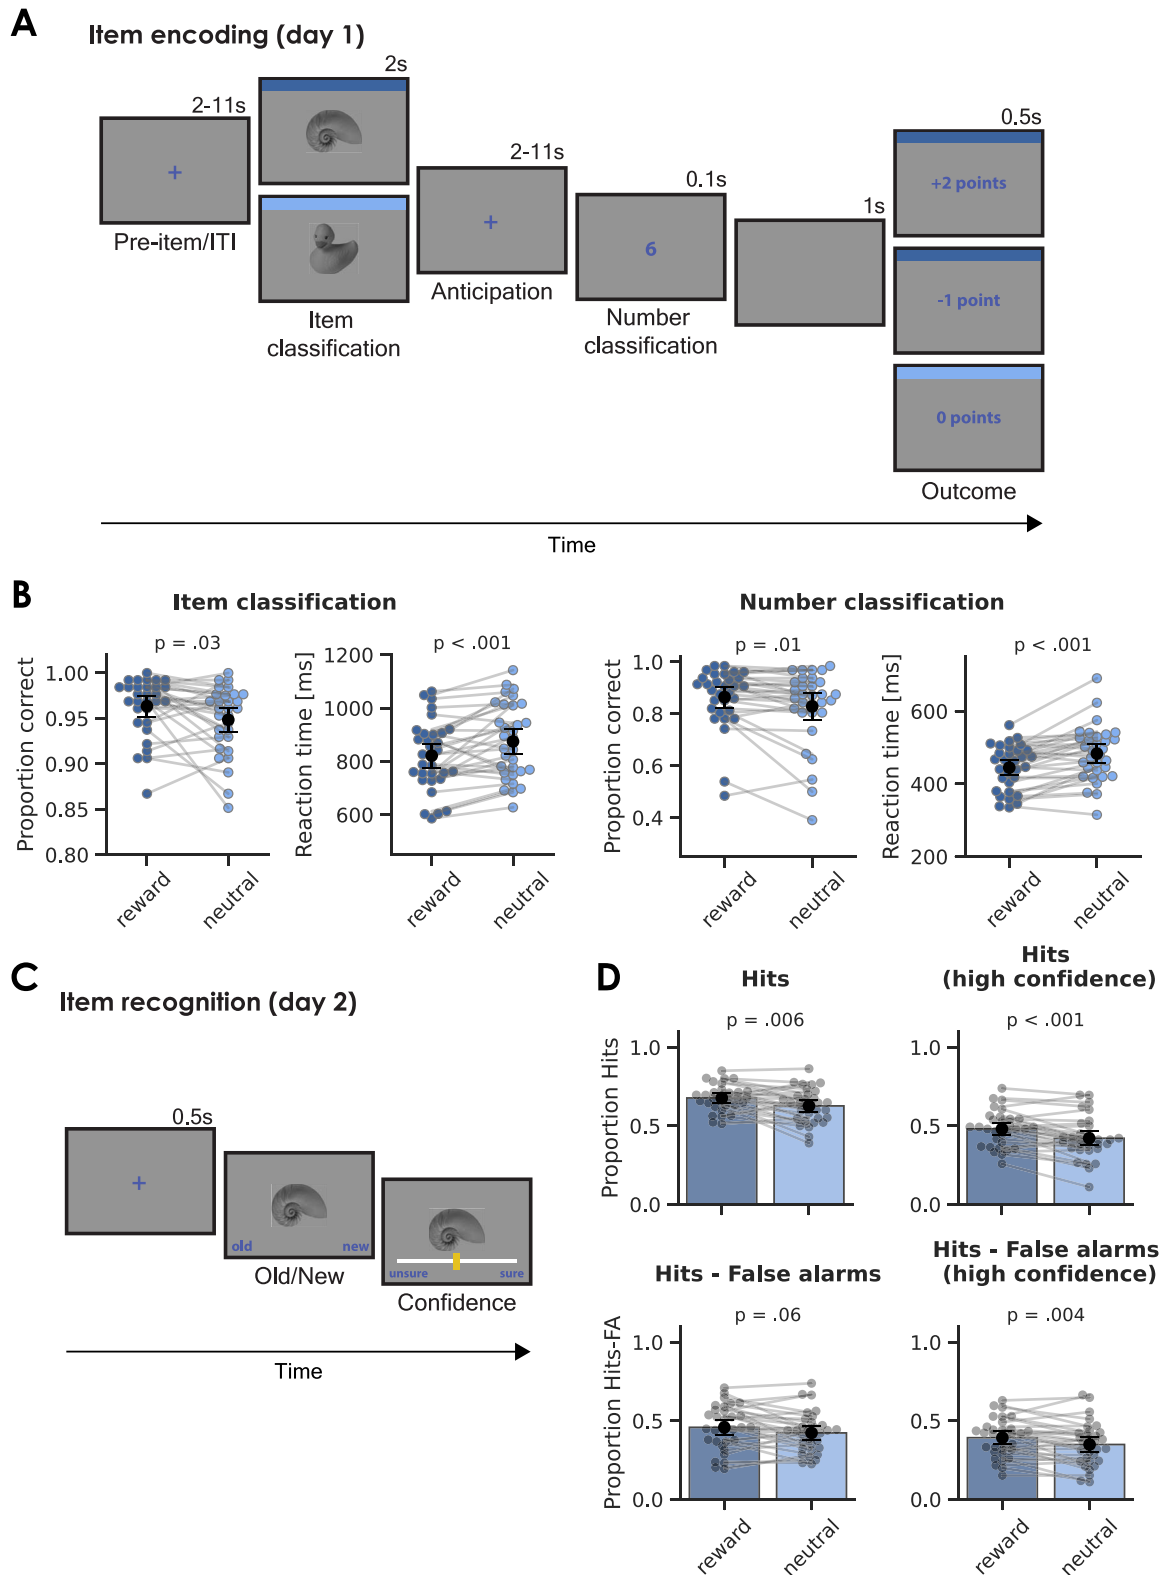 A
Item encoding (day 1)
2-11s
+
Pre-item/ITI
2s
Item
classification
2-11s
+
Anticipation
0.1s
6
Number
classification
1s
0.5s
+2 points
-1 point
0 points
Outcome
Time
B
Item classification
p = .03
Proportion correct
1.00
0.95
0.90
0.85
0.80
reward
neutral
p < .001
Reaction time [ms]
1200
1000
800
600
reward
neutral
Number classification
p = .01
Proportion correct
1.0
0.8
0.6
0.4
reward
neutral
p < .001
Reaction time [ms]
600
400
200
reward
neutral
C
Item recognition (day 2)
0.5s
+
old
new
Old/New
unsure
sure
Confidence
Time
D
Hits
p = .006
Proportion Hits
1.0
0.5
0.0
Hits
(high confidence)
p < .001
1.0
0.5
0.0
Hits - False alarms
p = .06
Proportion Hits-FA
1.0
0.5
0.0
reward
neutral
Hits - False alarms
(high confidence)
p = .004
1.0
0.5
0.0
reward
neutral